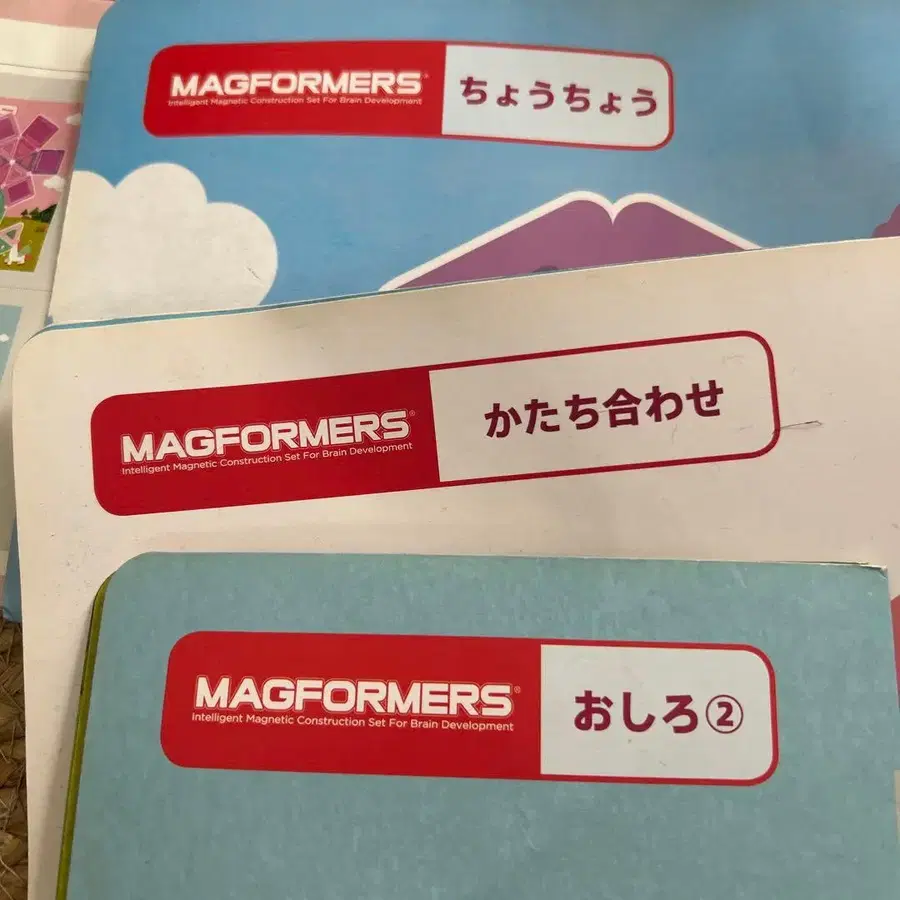 MAGFORMERS®
Intelligent Magnetic Construction Set For Brain Development
ちょうちょう
MAGFORMERS®
Intelligent Magnetic Construction Set For Brain Development
かたち合わせ
MAGFORMERS®
Intelligent Magnetic Construction Set For Brain Development
おしろ②